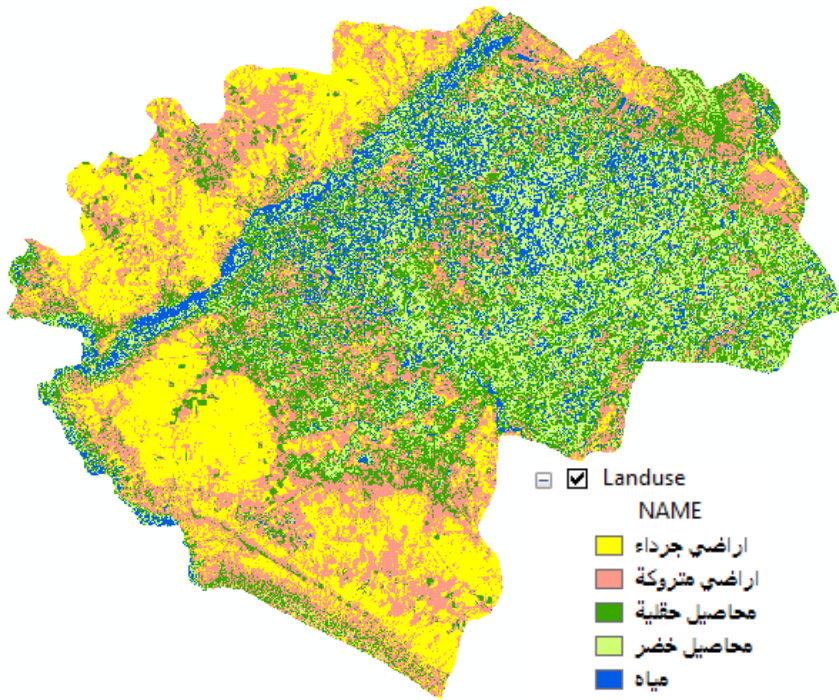 Landuse
NAME
اراضي جرداء
اراضي متروكة
محاصيل حقلية
محاصيل خضر
مياه